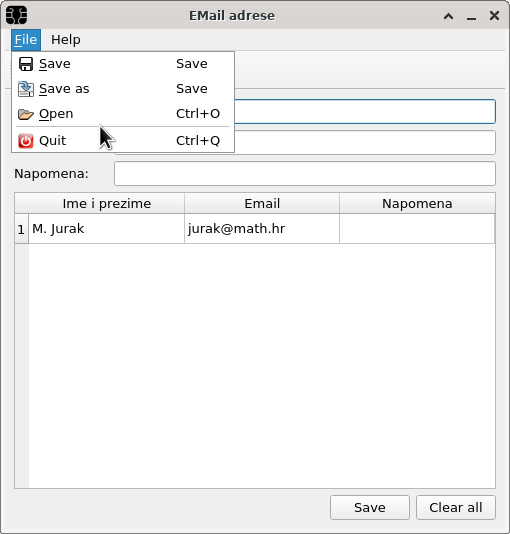 EMail adrese
File Help
Save Save
Save as Save
Open Ctrl+O
Quit Ctrl+Q
Napomena:
Ime i prezime Email Napomena
1 M. Jurak jurak@math.hr
Save Clear all